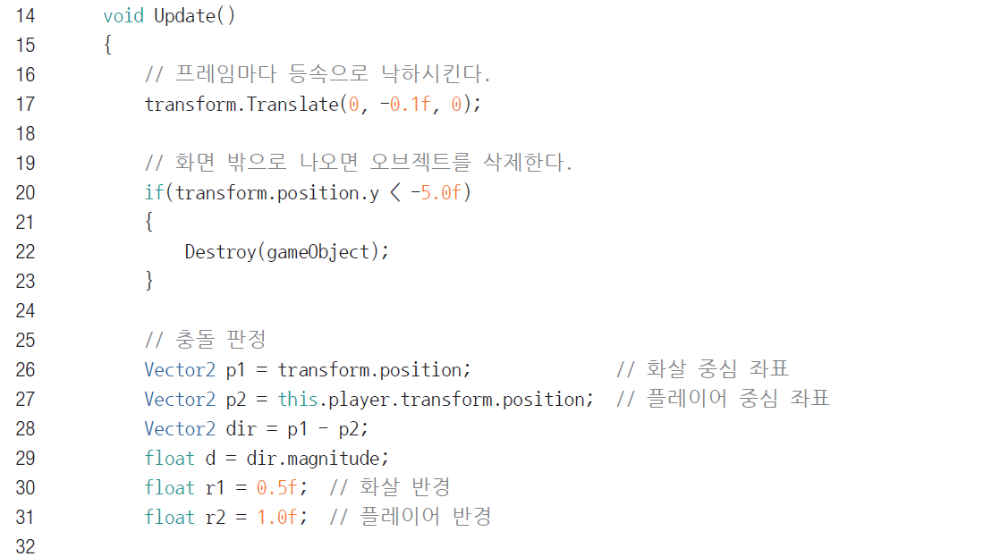 14 void Update()
15 {
16 // 프레임마다 등속으로 낙하시킨다.
17 transform.Translate(0, -0.1f, 0);
18
19 // 화면 밖으로 나오면 오브젝트를 삭제한다.
20 if(transform.position.y < -5.0f)
21 {
22 Destroy(gameObject);
23 }
24
25 // 충돌 판정
26 Vector2 p1 = transform.position; // 화살 중심 좌표
27 Vector2 p2 = this.player.transform.position; // 플레이어 중심 좌표
28 Vector2 dir = p1 - p2;
29 float d = dir.magnitude;
30 float r1 = 0.5f; // 화살 반경
31 float r2 = 1.0f; // 플레이어 반경
32